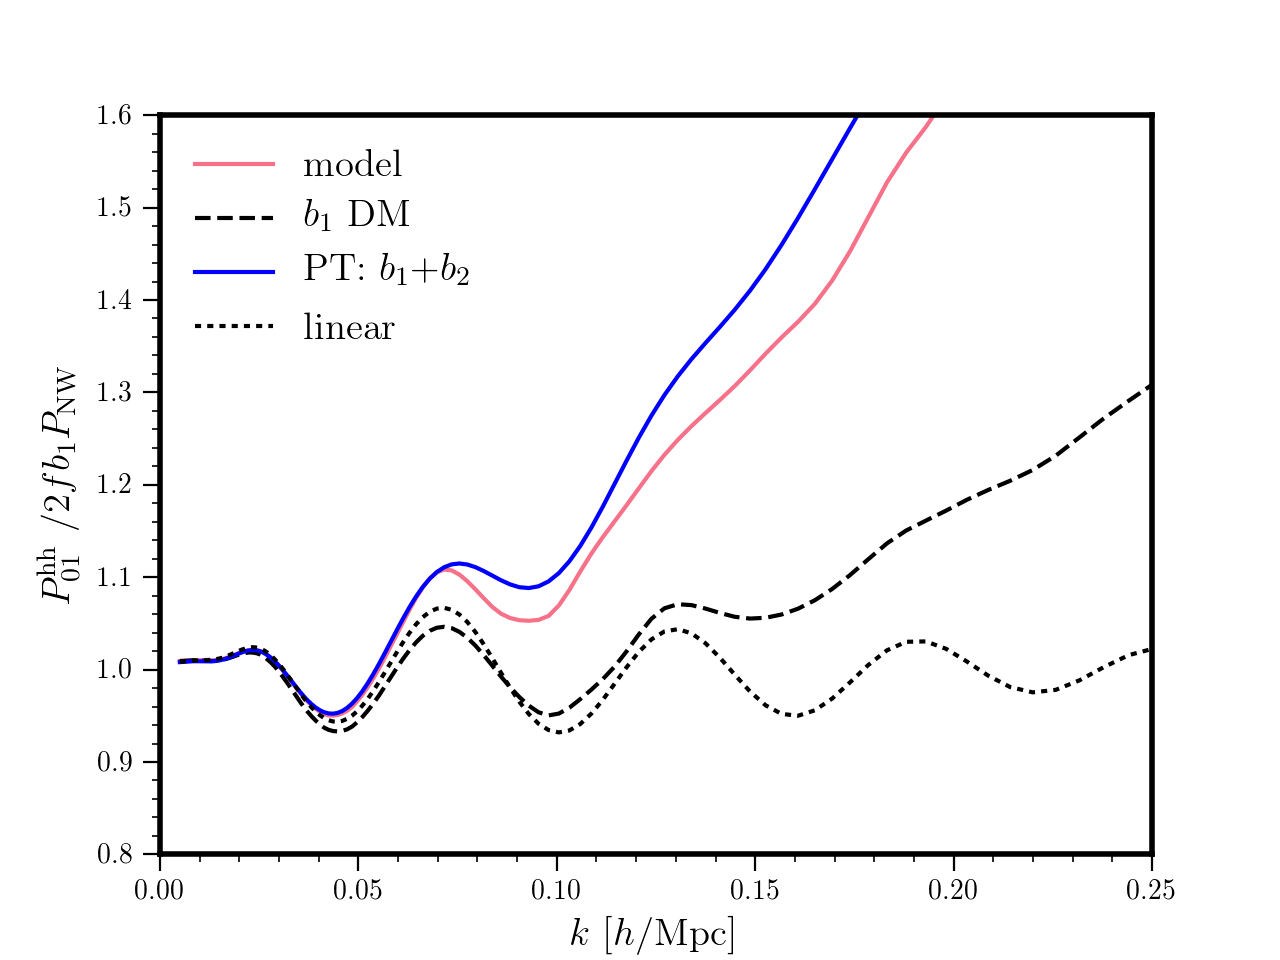 1.6
1.5
1.4
1.3
1.2
1.1
1.0
0.9
0.8
P₀₁ʰʰ /2fb₁P_NW
model
b₁ DM
PT: b₁+b₂
linear
0.00 0.05 0.10 0.15 0.20 0.25
k [h/Mpc]